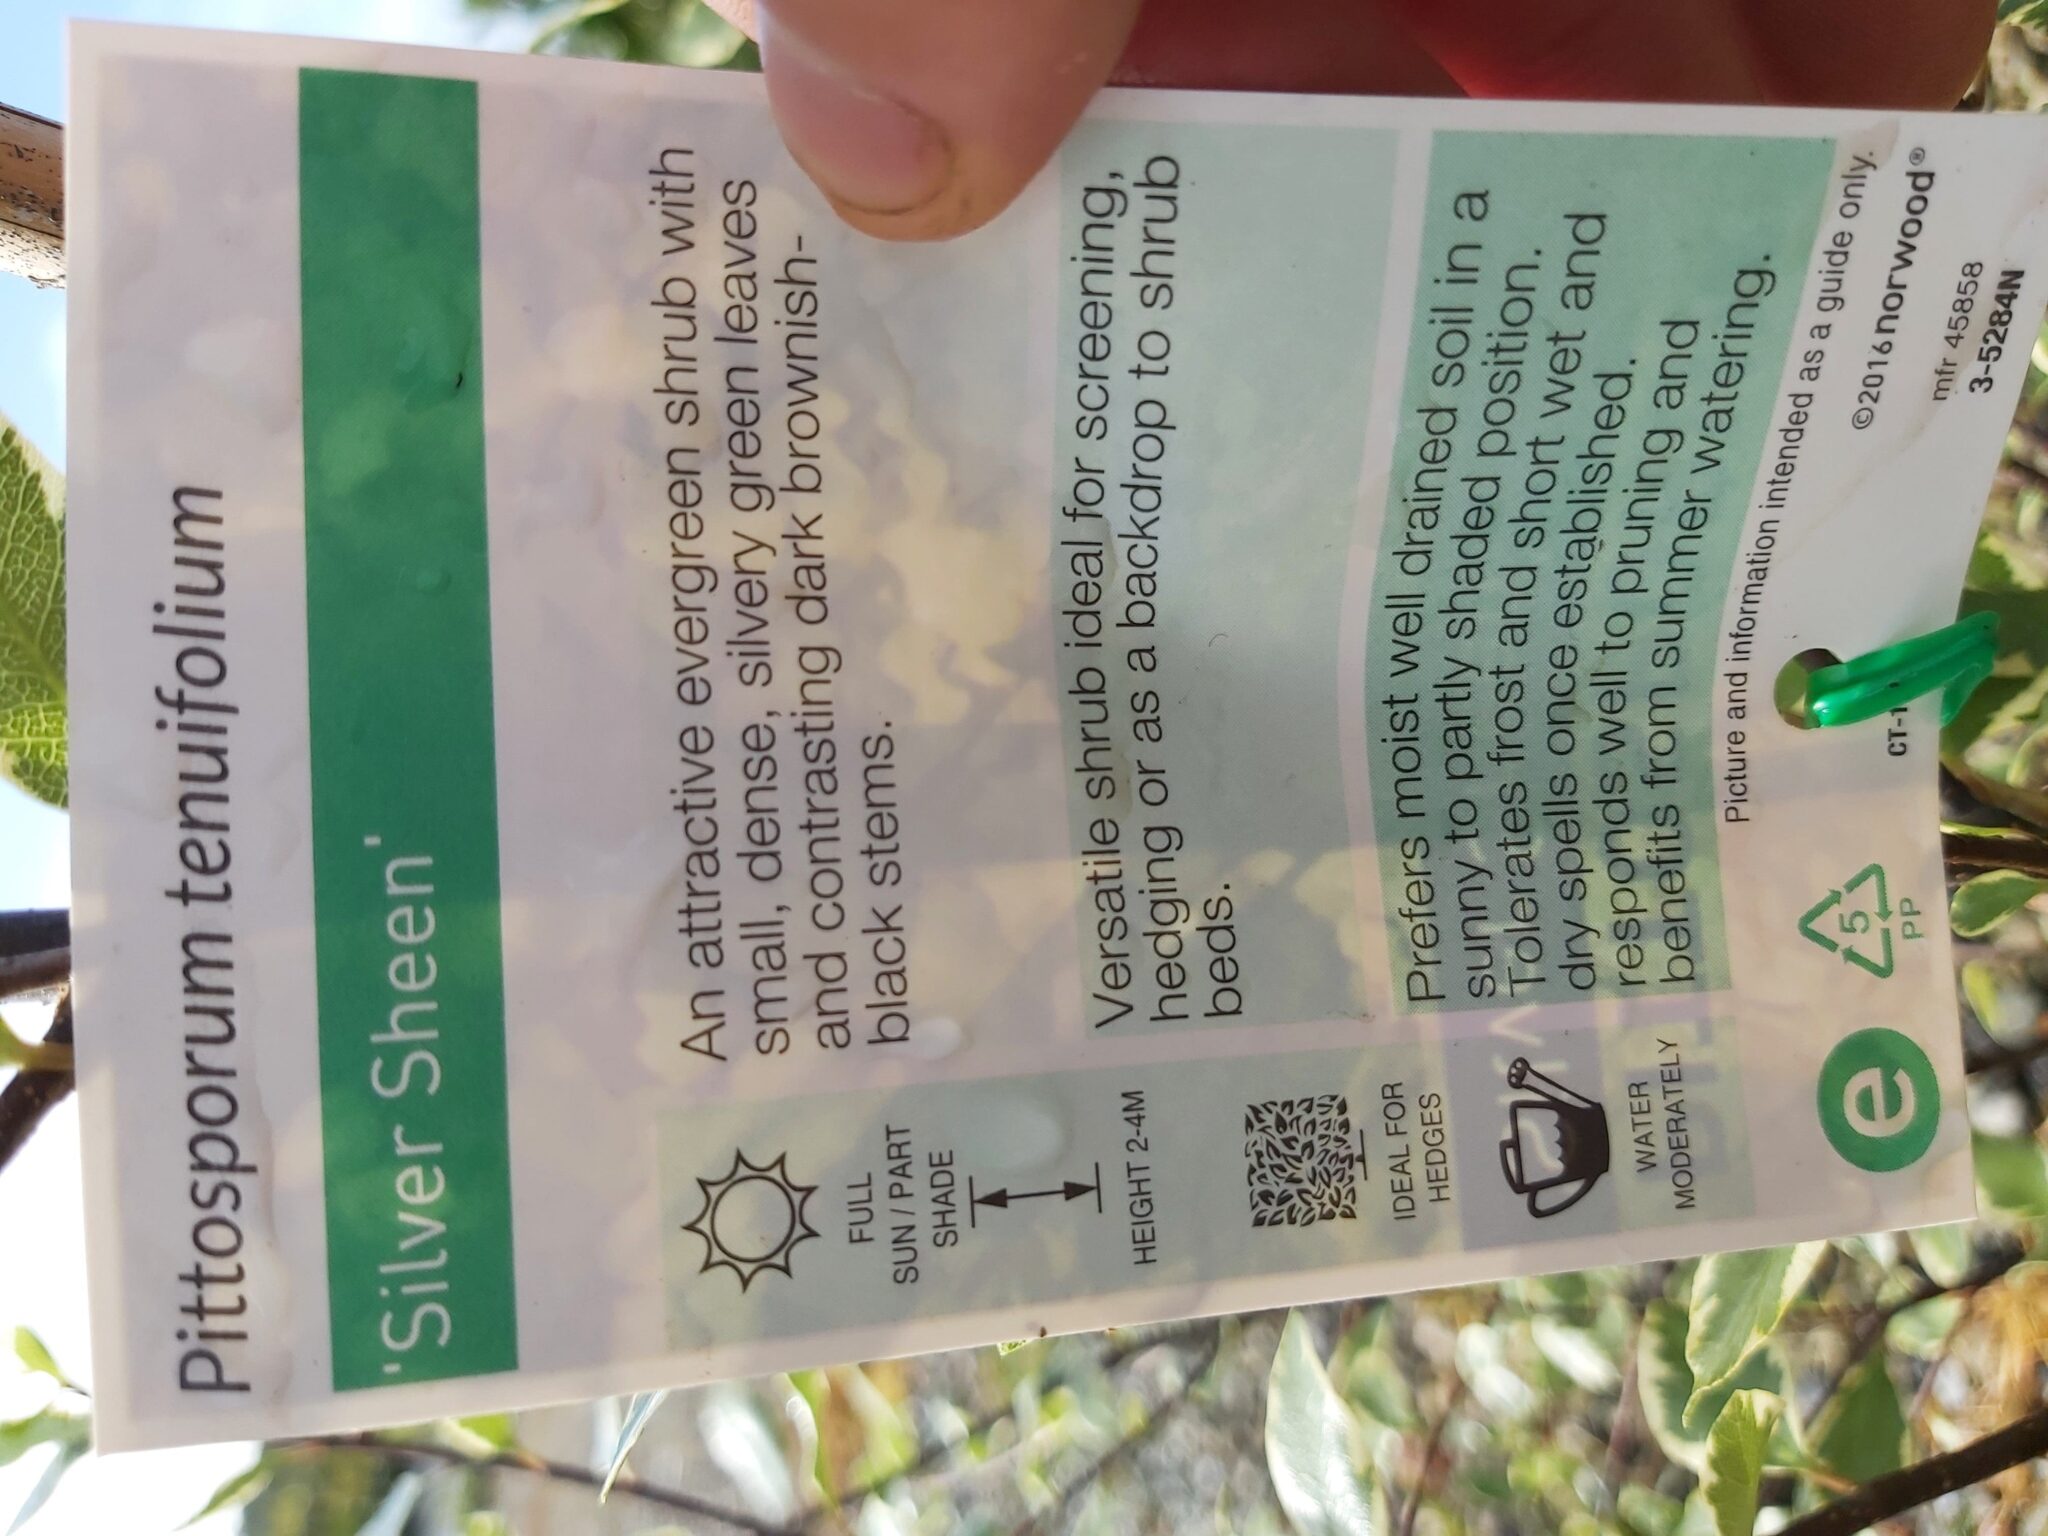 Pittosporum tenuifolium
'Silver Sheen'
An attractive evergreen shrub with
small, dense, silvery green leaves
and contrasting dark brownish-
black stems.
Versatile shrub ideal for screening,
hedging or as a backdrop to shrub
beds.
Prefers moist well drained soil in a
sunny to partly shaded position.
Tolerates frost and short wet and
dry spells once established.
responds well to pruning and
benefits from summer watering.
FULL
SUN / PART
SHADE
HEIGHT 2-4M
IDEAL FOR
HEDGES
WATER
MODERATELY
Picture and information intended as a guide only.
©2016norwood®
mfr 45858
3-5284N
e
5
PP